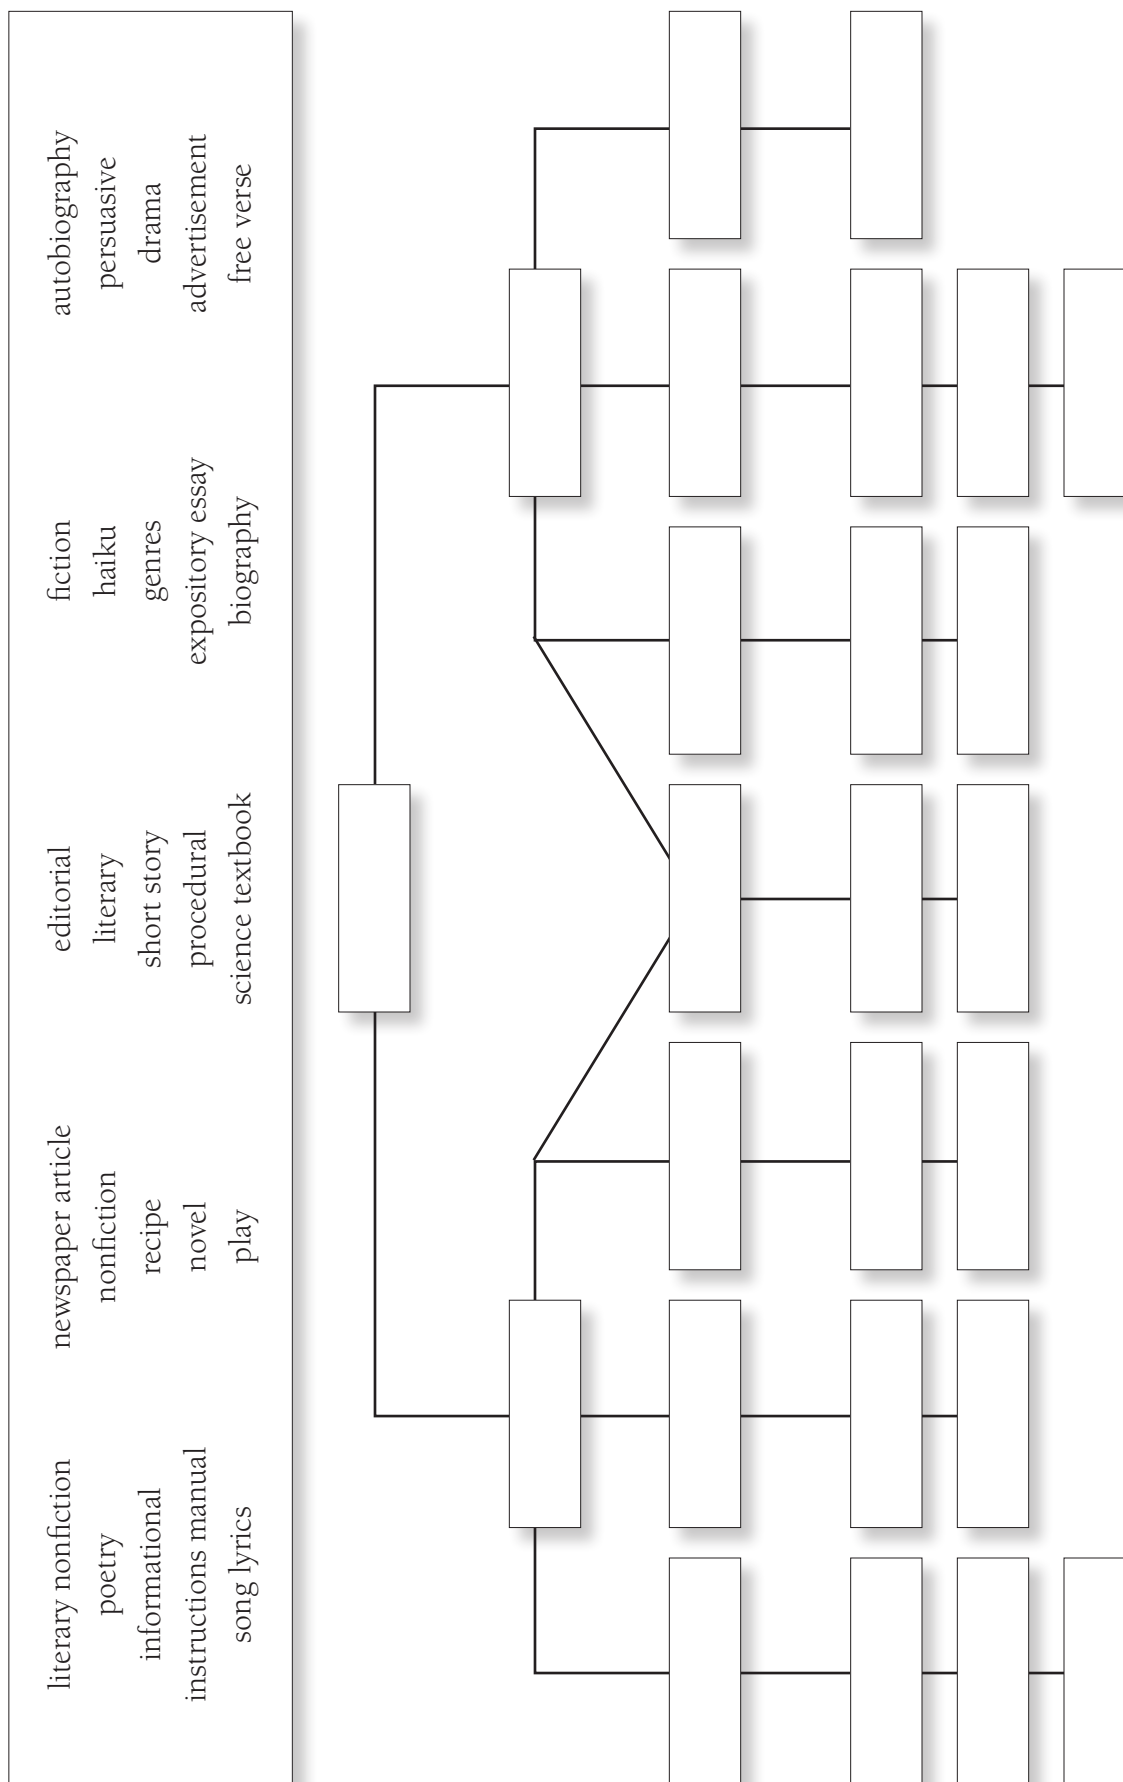 literary nonfiction newspaper article editorial fiction autobiography
poetry nonfiction literary haiku persuasive
informational recipe short story genres drama
instructions manual novel procedural expository essay advertisement
song lyrics play science textbook biography free verse